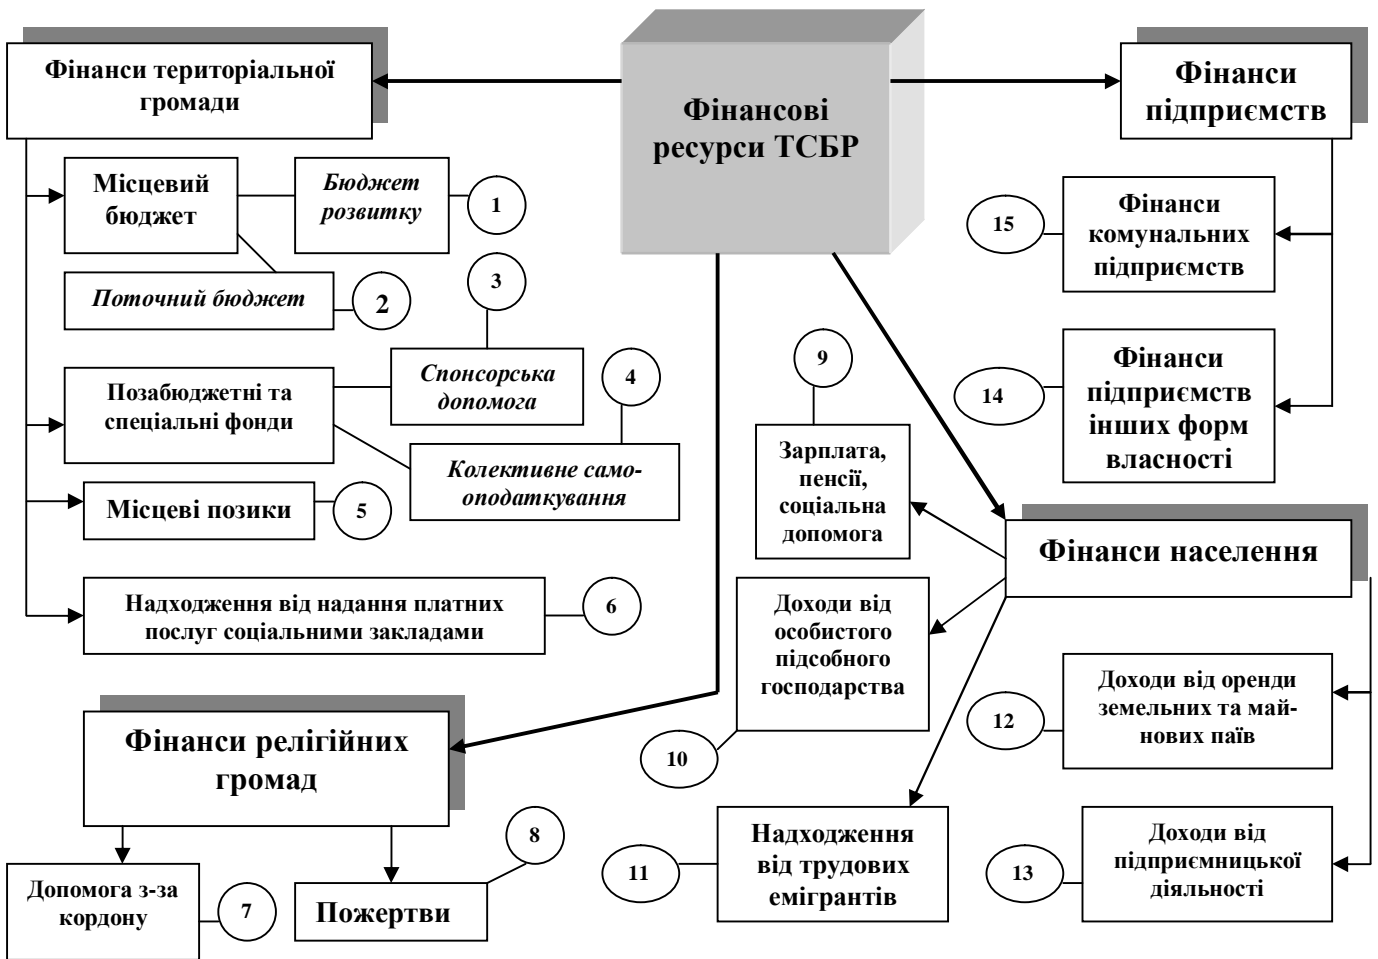 Фінанси територіальної
громади
Фінансові
ресурси ТСБР
Фінанси
підприємств
Місцевий
бюджет
Бюджет
розвитку
1
Поточний бюджет
2
3
Позабюджетні та
спеціальні фонди
Спонсорська
допомога
4
Колективне само-
оподаткування
Місцеві позики
5
Надходження від надання платних
послуг соціальними закладами
6
15
Фінанси
комунальних
підприємств
14
Фінанси
підприємств
інших форм
власності
9
Зарплата,
пенсії,
соціальна
допомога
Фінанси населення
Доходи від
особистого
підсобного
господарства
10
12
Доходи від оренди
земельних та май-
нових паїв
Фінанси релігійних
громад
8
11
Надходження
від трудових
емігрантів
13
Доходи від
підприємницької
діяльності
Допомога з-за
кордону
7
Пожертви